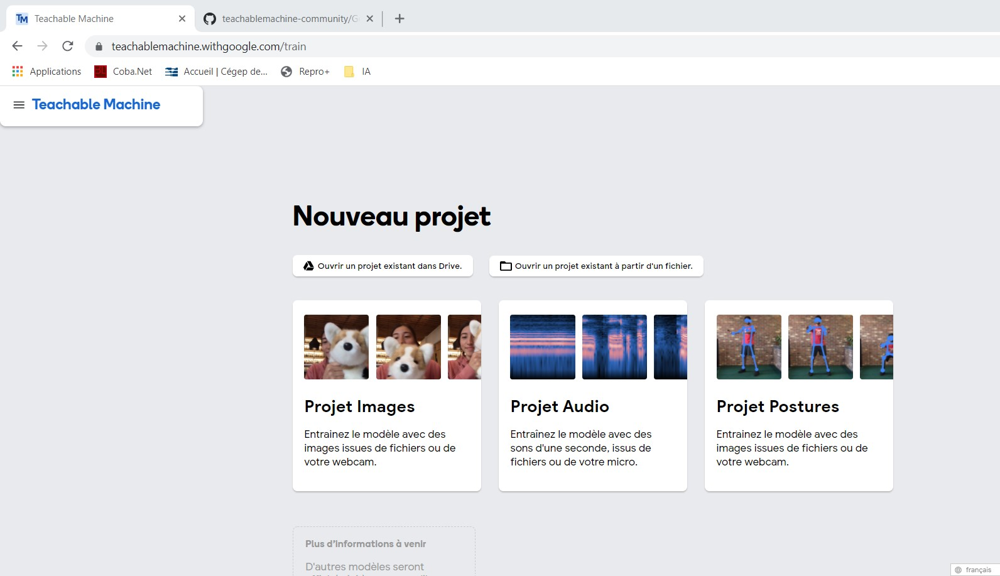 TM Teachable Machine
teachablemachine-community/G
teachablemachine.withgoogle.com/train
Applications
Coba.Net
Accueil | Cégep de...
Repro+
IA
Teachable Machine
Nouveau projet
Ouvrir un projet existant dans Drive.
Ouvrir un projet existant à partir d'un fichier.
Projet Images
Entrainez le modèle avec des
images issues de fichiers ou de
votre webcam.
Projet Audio
Entraînez le modèle avec des
sons d'une seconde, issus de
fichiers ou de votre micro.
Projet Postures
Entrainez le modèle avec des
images issues de fichiers ou de
votre webcam.
Plus d'informations à venir
D'autres modèles seront
français